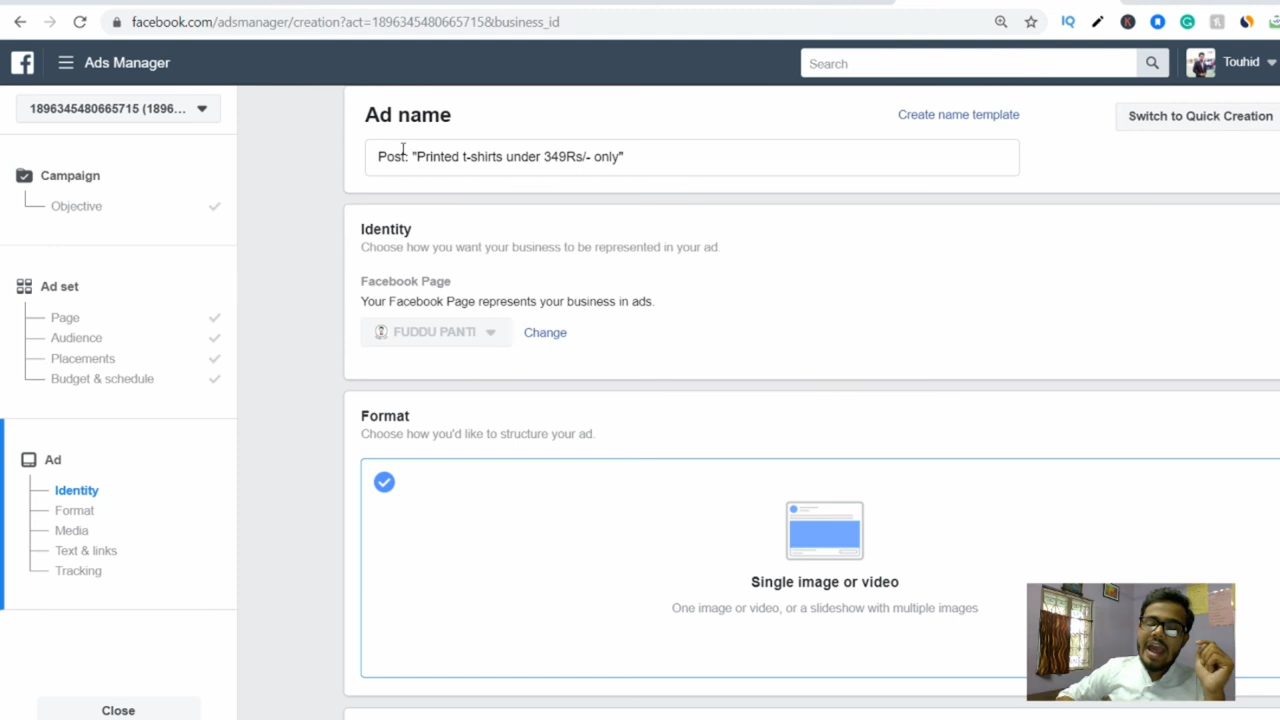 facebook.com/adsmanager/creation?act=1896345480665715&business_id
Ads Manager
Search
Touhid
1896345480665715 (1896...
Campaign
Objective
Ad set
Page
Audience
Placements
Budget & schedule
Ad
Identity
Format
Media
Text & links
Tracking
Close
Ad name
Create name template
Switch to Quick Creation
Post: "Printed t-shirts under 349Rs/- only"
Identity
Choose how you want your business to be represented in your ad.
Facebook Page
Your Facebook Page represents your business in ads.
FUDDU PANTI
Change
Format
Choose how you'd like to structure your ad.
Single image or video
One image or video, or a slideshow with multiple images